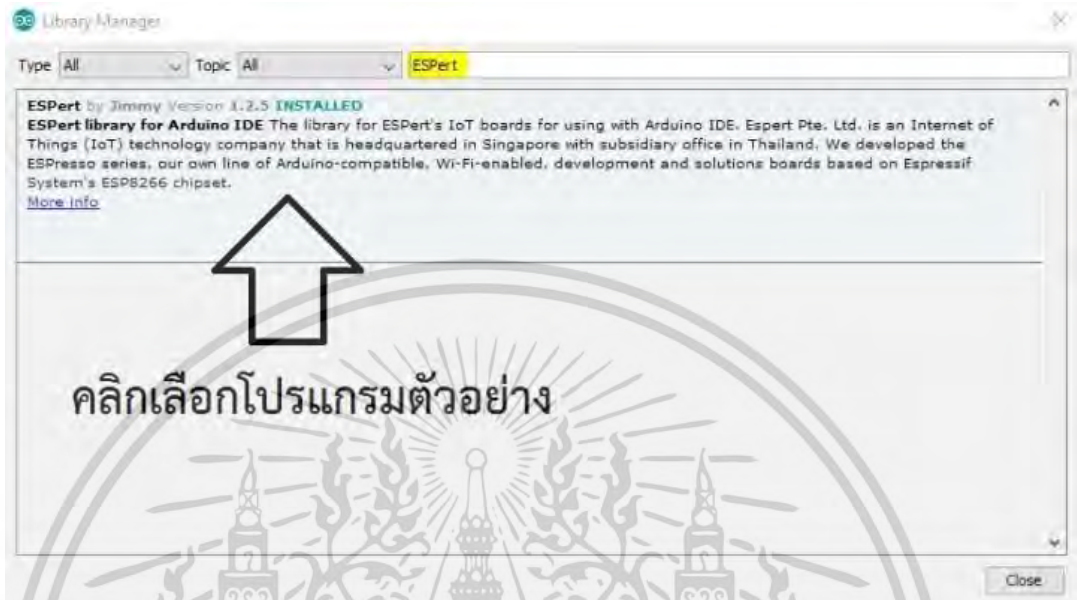 Library Manager
Type All Topic All ESPert
ESPert by Jimmy Version 1.2.5 INSTALLED
ESPert library for Arduino IDE The library for ESPert's IoT boards for using with Arduino IDE. Espert Pte. Ltd. is an Internet of
Things (IoT) technology company that is headquartered in Singapore with subsidiary office in Thailand. We developed the
ESPresso series, our own line of Arduino-compatible, Wi-Fi-enabled, development and solutions boards based on Espressif
System's ESP8266 chipset.
More info
คลิกเลือกโปรแกรมตัวอย่าง
Close